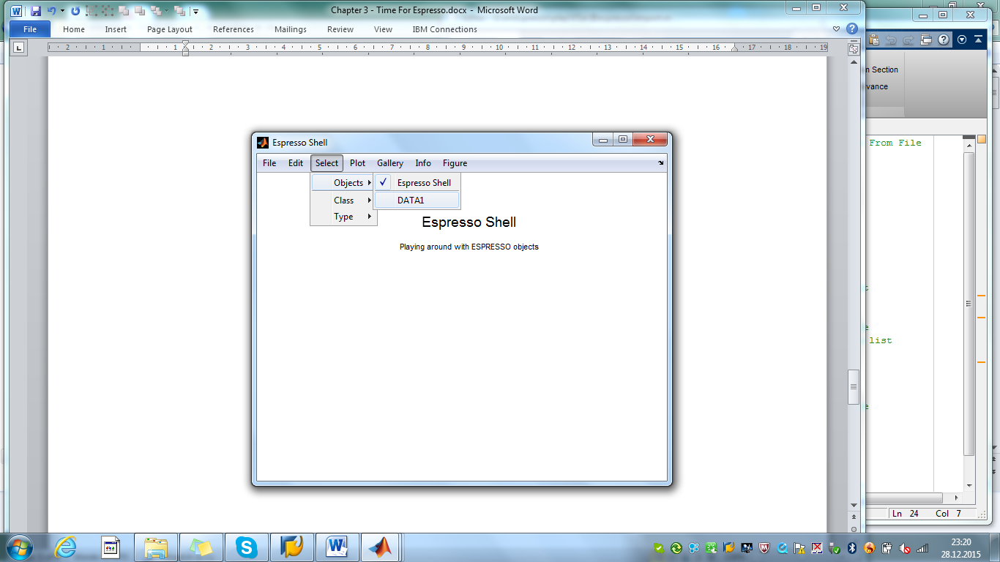 Chapter 3 - Time For Espresso.docx - Microsoft Word
File Home Insert Page Layout References Mailings Review View IBM Connections
2 1 1 2 3 4 5 6 7 8 9 10 11 12 13 14 15 16 17 18 19
n Section
vance
From File
list
Ln 24 Col 7
Espresso Shell
File Edit Select Plot Gallery Info Figure
Objects Espresso Shell
Class DATA1
Type
Espresso Shell
Playing around with ESPRESSO objects
23:20
28.12.2015